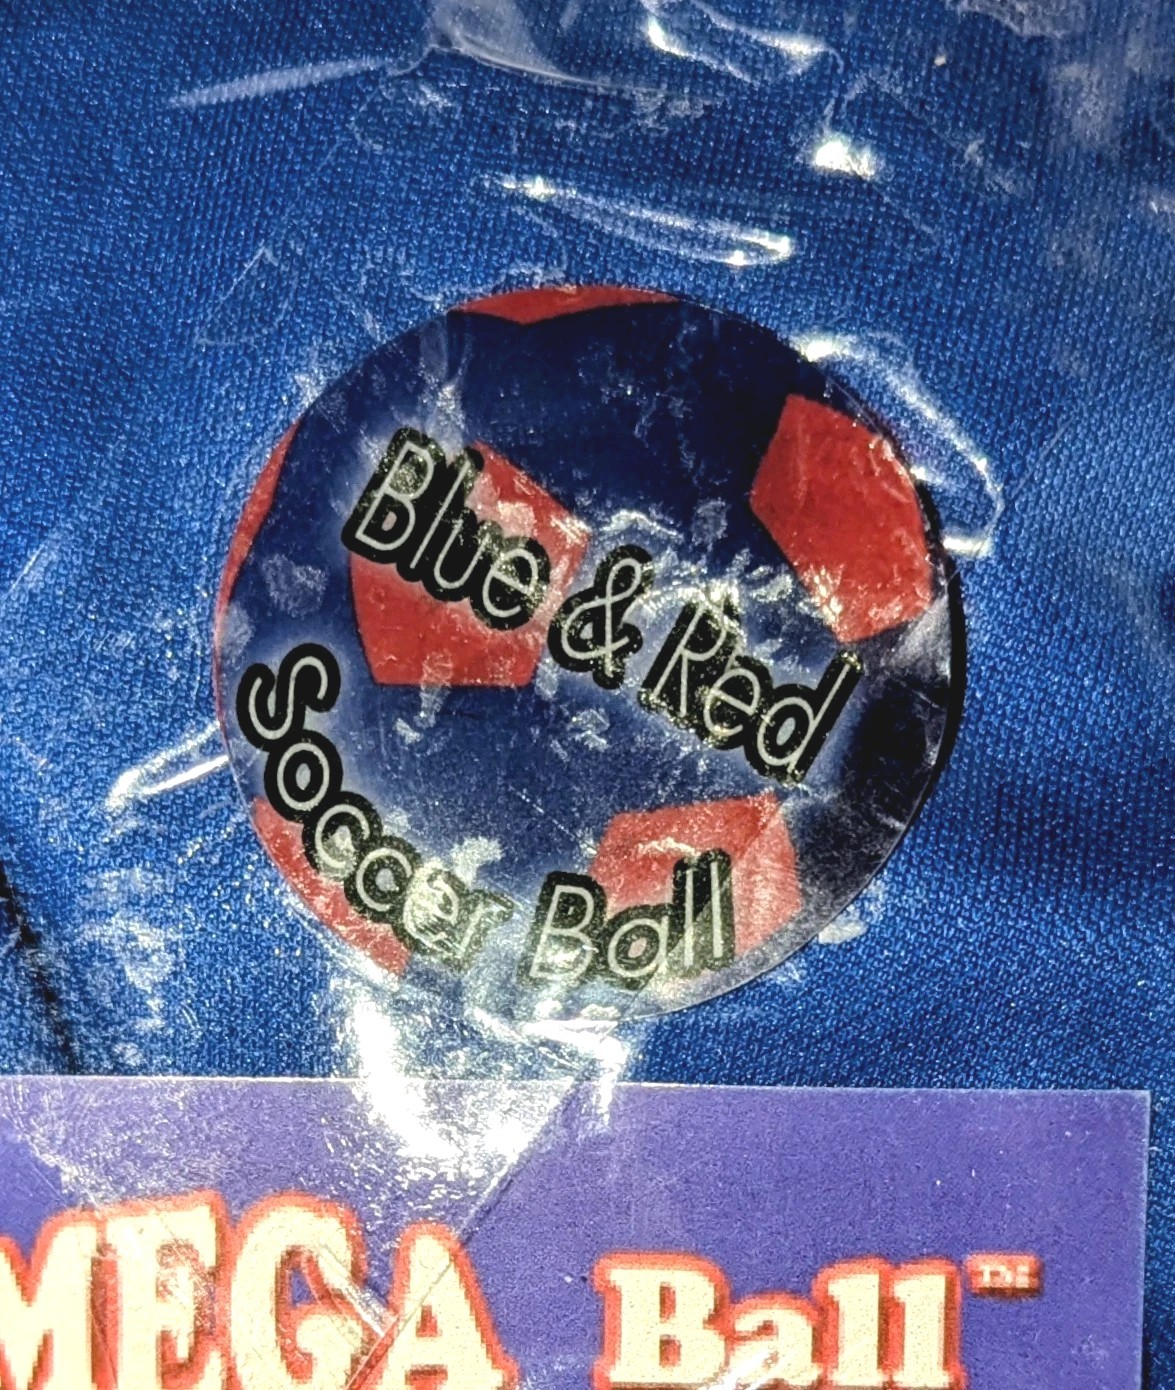 Blue & Red
Soccer Ball
MEGA Ball™